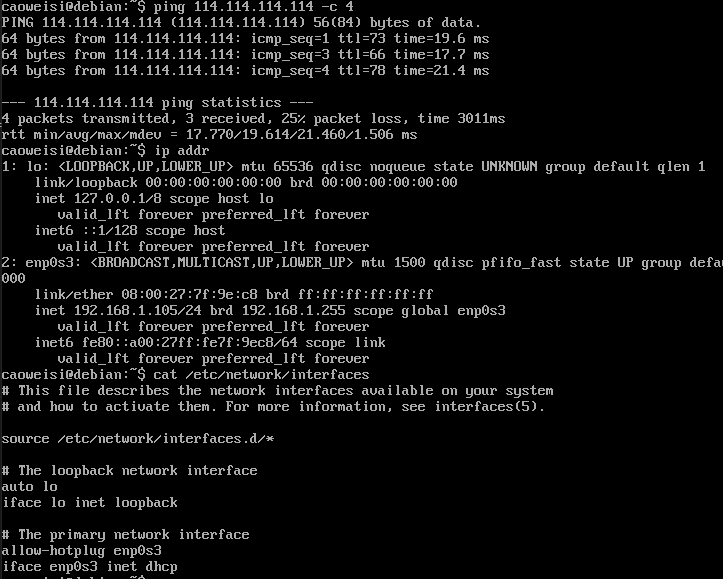 caoweisi@debian:~$ ping 114.114.114.114 -c 4
PING 114.114.114.114 (114.114.114.114) 56(84) bytes of data.
64 bytes from 114.114.114.114: icmp_seq=1 ttl=73 time=19.6 ms
64 bytes from 114.114.114.114: icmp_seq=3 ttl=66 time=17.7 ms
64 bytes from 114.114.114.114: icmp_seq=4 ttl=78 time=21.4 ms

--- 114.114.114.114 ping statistics ---
4 packets transmitted, 3 received, 25% packet loss, time 3011ms
rtt min/avg/max/mdev = 17.770/19.614/21.460/1.506 ms
caoweisi@debian:~$ ip addr
1: lo: <LOOPBACK,UP,LOWER_UP> mtu 65536 qdisc noqueue state UNKNOWN group default qlen 1
    link/loopback 00:00:00:00:00:00 brd 00:00:00:00:00:00
    inet 127.0.0.1/8 scope host lo
       valid_lft forever preferred_lft forever
    inet6 ::1/128 scope host
       valid_lft forever preferred_lft forever
2: enp0s3: <BROADCAST,MULTICAST,UP,LOWER_UP> mtu 1500 qdisc pfifo_fast state UP group defau
000
    link/ether 08:00:27:7f:9e:c8 brd ff:ff:ff:ff:ff:ff
    inet 192.168.1.105/24 brd 192.168.1.255 scope global enp0s3
       valid_lft forever preferred_lft forever
    inet6 fe80::a00:27ff:fe7f:9ec8/64 scope link
       valid_lft forever preferred_lft forever
caoweisi@debian:~$ cat /etc/network/interfaces
# This file describes the network interfaces available on your system
# and how to activate them. For more information, see interfaces(5).

source /etc/network/interfaces.d/*

# The loopback network interface
auto lo
iface lo inet loopback

# The primary network interface
allow-hotplug enp0s3
iface enp0s3 inet dhcp